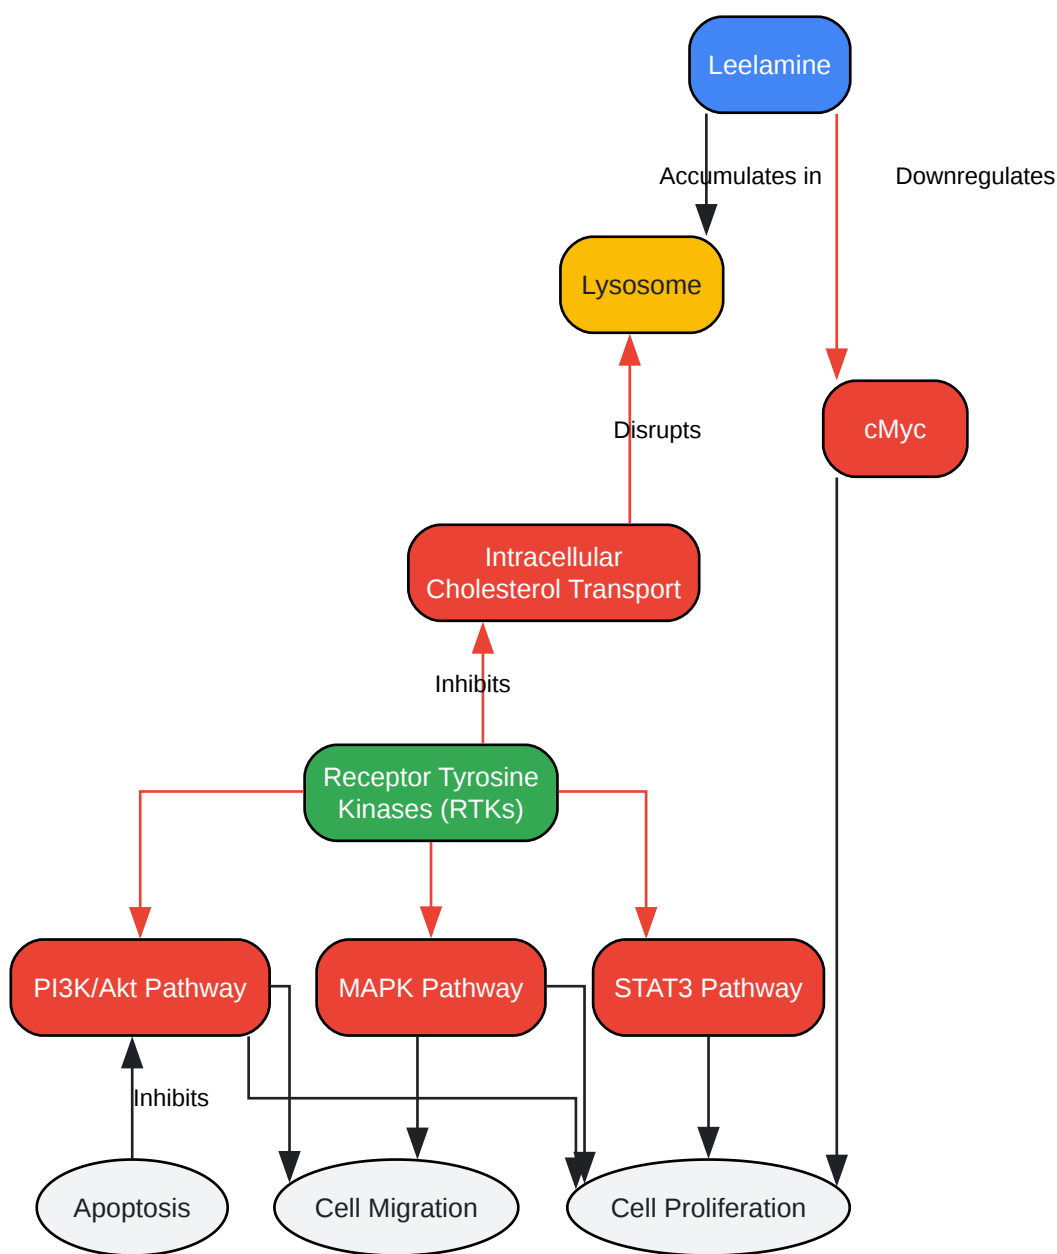 Leelamine
Accumulates in
Downregulates
Lysosome
Disrupts
cMyc
Intracellular
Cholesterol Transport
Inhibits
Receptor Tyrosine
Kinases (RTKs)
PI3K/Akt Pathway
MAPK Pathway
STAT3 Pathway
Inhibits
Apoptosis
Cell Migration
Cell Proliferation